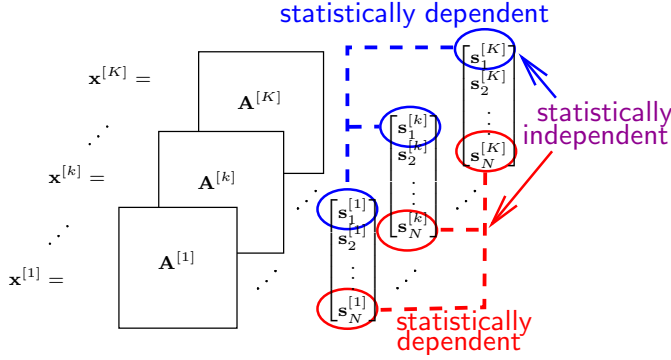 statistically dependent
x^{[K]} =
A^{[K]}
s_1^{[K]}
s_2^{[K]}
⋮
s_N^{[K]}
statistically
independent
⋰
x^{[k]} =
A^{[k]}
⋰
s_1^{[k]}
s_2^{[k]}
⋮
s_N^{[k]}
⋰
⋰
x^{[1]} =
A^{[1]}
⋰
s_1^{[1]}
s_2^{[1]}
⋮
s_N^{[1]}
⋰
statistically
dependent